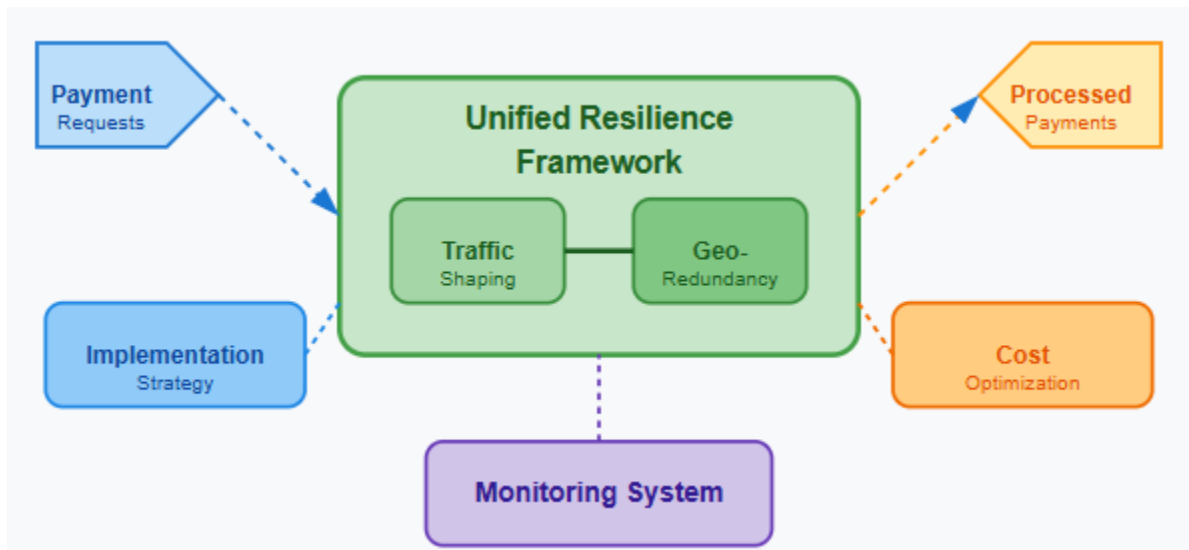 Payment
Requests
Unified Resilience
Framework
Processed
Payments
Traffic
Shaping
Geo-
Redundancy
Implementation
Strategy
Cost
Optimization
Monitoring System